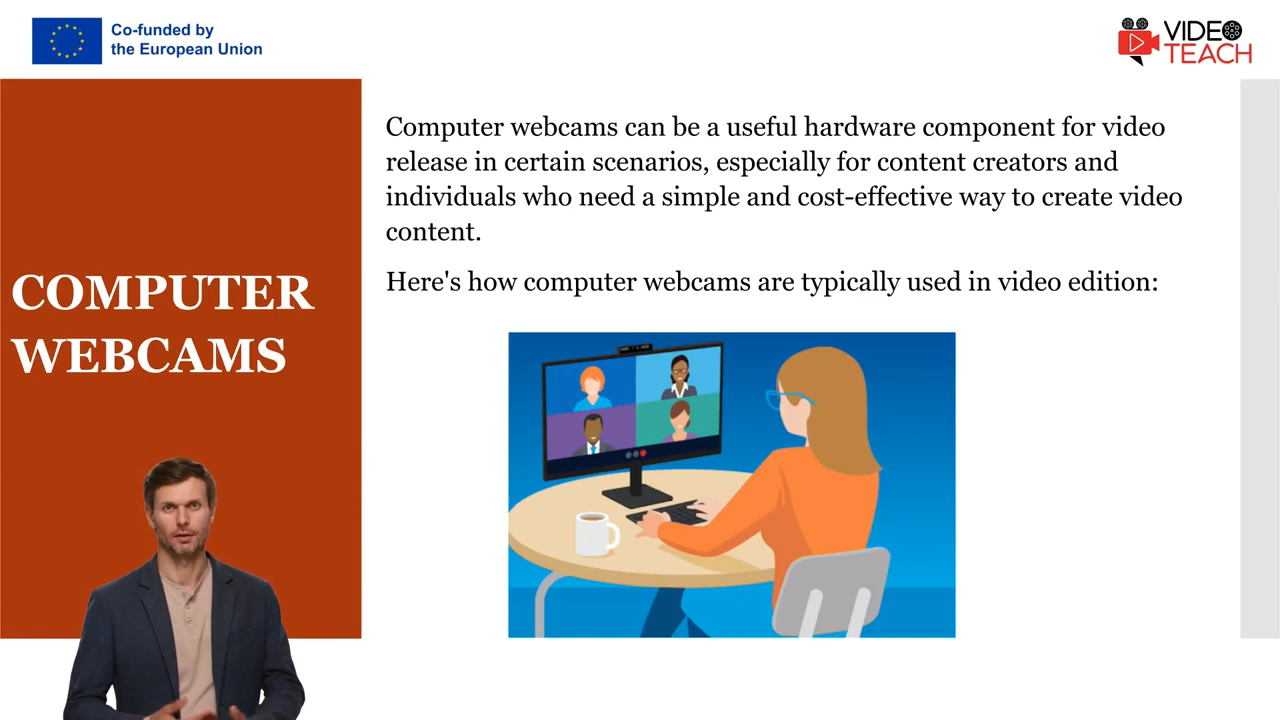 Co-funded by
the European Union
VIDEO
TEACH
COMPUTER
WEBCAMS
Computer webcams can be a useful hardware component for video
release in certain scenarios, especially for content creators and
individuals who need a simple and cost-effective way to create video
content.
Here's how computer webcams are typically used in video edition: